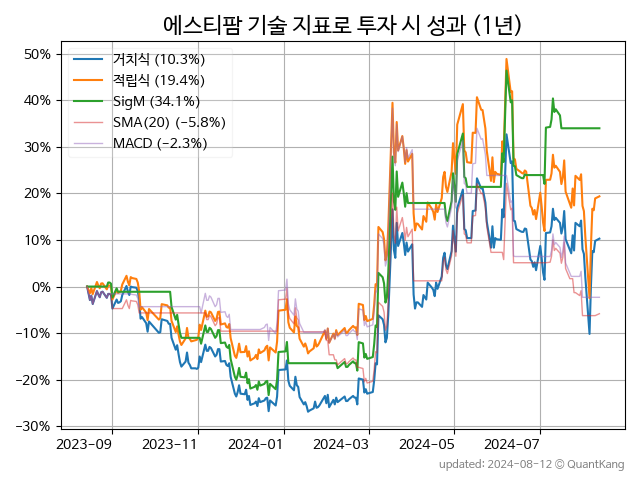 에스티팜 기술 지표로 투자 시 성과 (1년)
거치식 (10.3%)
적립식 (19.4%)
SigM (34.1%)
SMA(20) (−5.8%)
MACD (−2.3%)
50%
40%
30%
20%
10%
0%
−10%
−20%
−30%
2023-09
2023-11
2024-01
2024-03
2024-05
2024-07
updated: 2024-08-12 © QuantKang